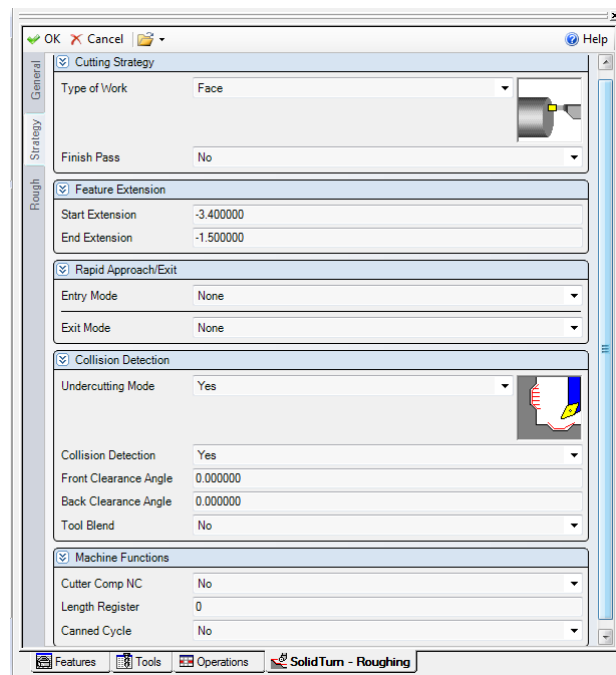 OK Cancel Help
General
Strategy
Rough
Cutting Strategy
Type of Work Face
Finish Pass No
Feature Extension
Start Extension -3.400000
End Extension -1.500000
Rapid Approach/Exit
Entry Mode None
Exit Mode None
Collision Detection
Undercutting Mode Yes
Collision Detection Yes
Front Clearance Angle 0.000000
Back Clearance Angle 0.000000
Tool Blend No
Machine Functions
Cutter Comp NC No
Length Register 0
Canned Cycle No
Features Tools Operations SolidTurn - Roughing